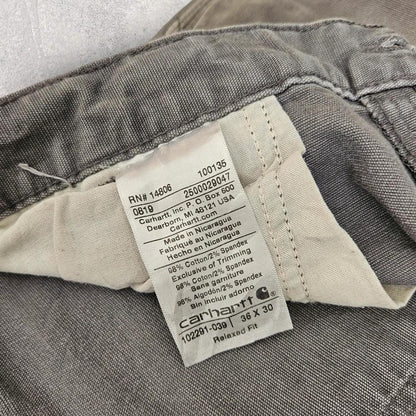 RN# 14806 100135
0819 2500029047
Carhartt, Inc. P.O. Box 600
Dearborn, MI 48121 USA
Carhartt.com
Made in Nicaragua
Fabriqué au Nicaragua
Hecho en Nicaragua
98% Cotton/2% Spandex
Exclusive of Trimming
98% Coton/2% Spandex
Sans garniture
98% Algodón/2% Spandex
Sin incluir adorno
carhartt
102291-039 36 X 30
Relaxed Fit